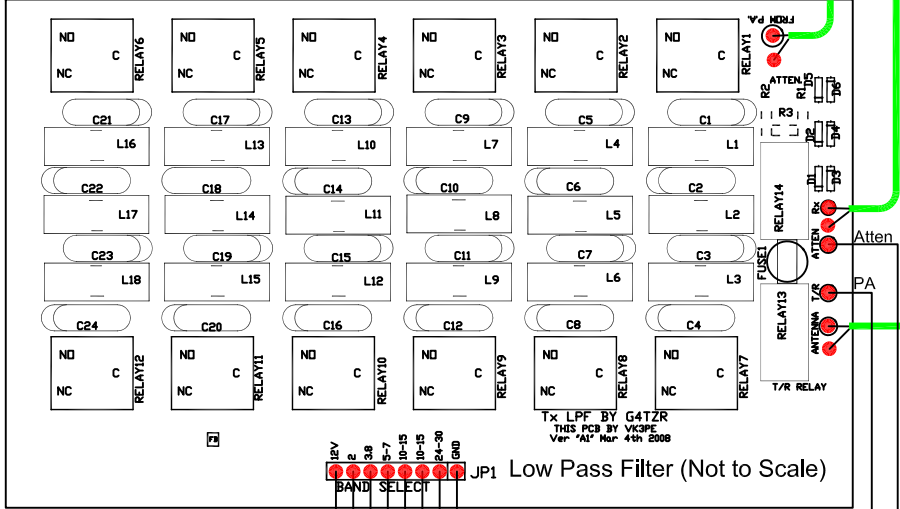 FROM P.A.
NO NO NO NO NO NO
C C C C C C
NC NC NC NC NC NC
RELAY6 RELAY5 RELAY4 RELAY3 RELAY2 RELAY1
ATTEN.
R2 R1 D5 D6
C21 C17 C13 C9 C5 C1 R3
L16 L13 L10 L7 L4 L1 D2 D4
C22 C18 C14 C10 C6 C2 D1 D3
RELAY14 Rx
L17 L14 L11 L8 L5 L2
ATTEN Atten
C23 C19 C15 C11 C7 C3 FUSE1
L18 L15 L12 L9 L6 L3 T/R PA
RELAY13 ANTENNA
C24 C20 C16 C12 C8 C4
NO NO NO NO NO NO
C C C C C C
NC NC NC NC NC NC
RELAY12 RELAY11 RELAY10 RELAY9 RELAY8 RELAY7
T/R RELAY
Tx LPF BY G4TZR
THIS PCB BY VK3PE
Ver "A1" Mar 4th 2008
FB
12V 2 3.8 5-7 10-15 10-15 24-30 GND
JP1 Low Pass Filter (Not to Scale)
BAND SELECT